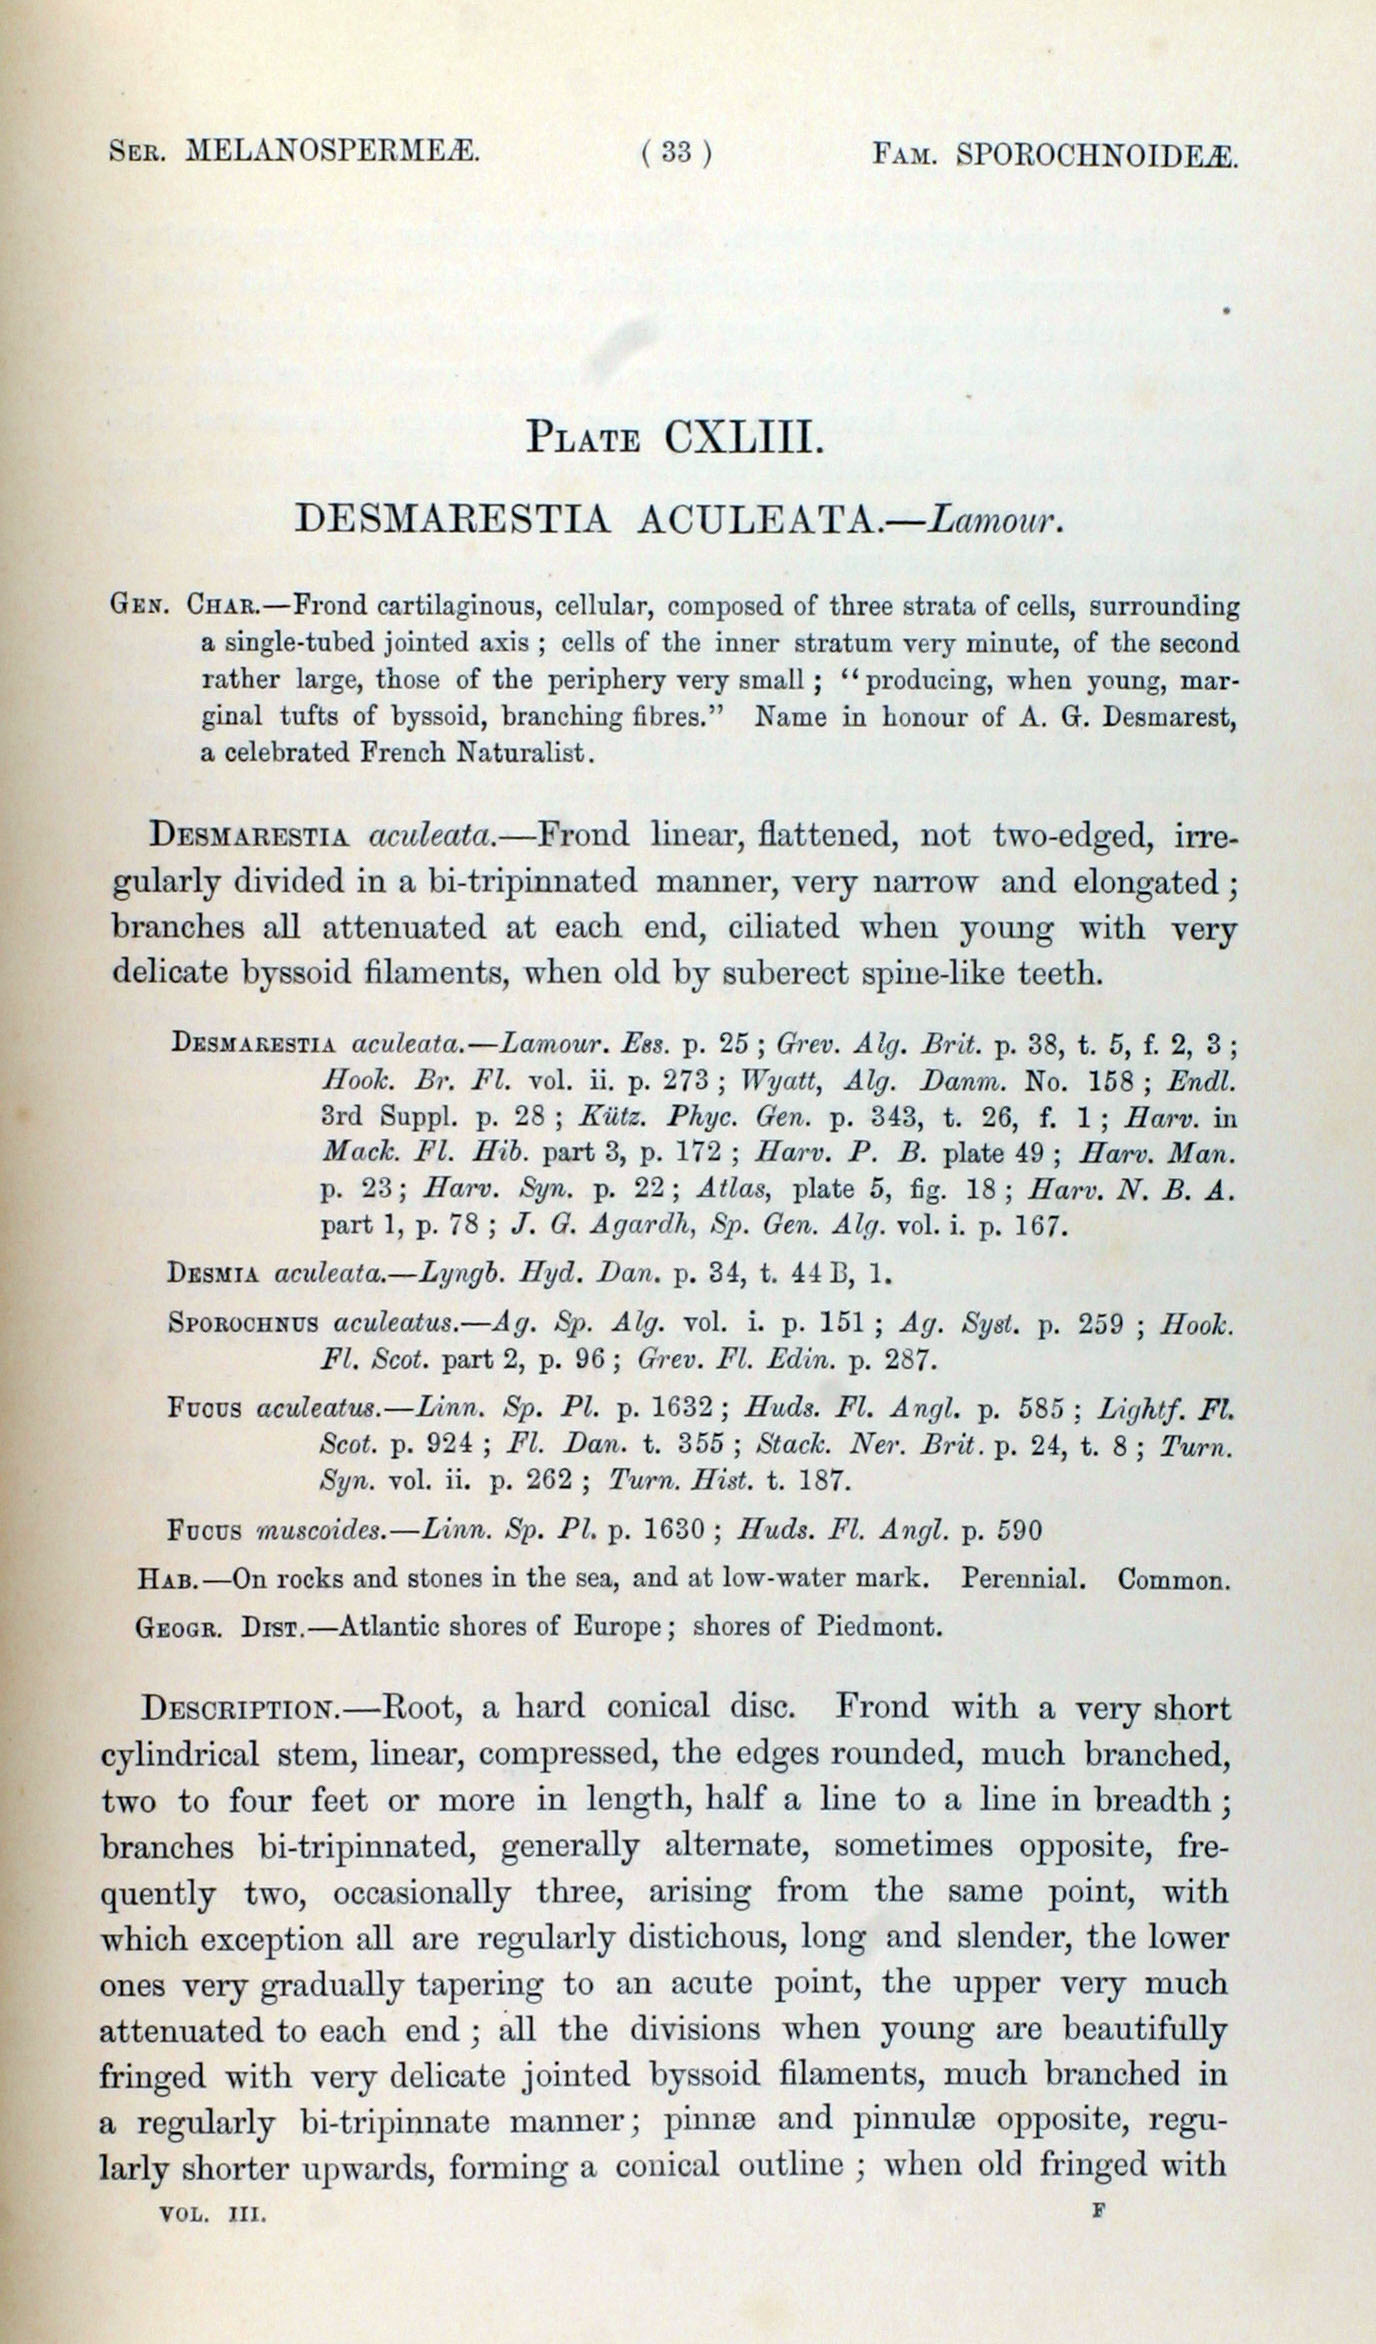 SER. MELANOSPERMEÆ. ( 33 ) FAM. SPOROCHNOIDEÆ.
PLATE CXLIII.
DESMARESTIA ACULEATA.—Lamour.
GEN. CHAR.—Frond cartilaginous, cellular, composed of three strata of cells, surrounding
a single-tubed jointed axis ; cells of the inner stratum very minute, of the second
rather large, those of the periphery very small ; “producing, when young, mar-
ginal tufts of byssoid, branching fibres.” Name in honour of A. G. Desmarest,
a celebrated French Naturalist.
DESMARESTIA aculeata.—Frond linear, flattened, not two-edged, irre-
gularly divided in a bi-tripinnated manner, very narrow and elongated ;
branches all attenuated at each end, ciliated when young with very
delicate byssoid filaments, when old by suberect spine-like teeth.
DESMARESTIA aculeata.—Lamour. Ess. p. 25 ; Grev. Alg. Brit. p. 38, t. 5, f. 2, 3 ;
Hook. Br. Fl. vol. ii. p. 273 ; Wyatt, Alg. Danm. No. 158 ; Endl.
3rd Suppl. p. 28 ; Kütz. Phyc. Gen. p. 343, t. 26, f. 1 ; Harv. in
Mack. Fl. Hib. part 3, p. 172 ; Harv. P. B. plate 49 ; Harv. Man.
p. 23 ; Harv. Syn. p. 22 ; Atlas, plate 5, fig. 18 ; Harv. N. B. A.
part 1, p. 78 ; J. G. Agardh, Sp. Gen. Alg. vol. i. p. 167.
DESMIA aculeata.—Lyngb. Hyd. Dan. p. 34, t. 44 B, 1.
SPOROCHNUS aculeatus.—Ag. Sp. Alg. vol. i. p. 151 ; Ag. Syst. p. 259 ; Hook.
Fl. Scot. part 2, p. 96 ; Grev. Fl. Edin. p. 287.
FUCUS aculeatus.—Linn. Sp. Pl. p. 1632 ; Huds. Fl. Angl. p. 585 ; Lightf. Fl.
Scot. p. 924 ; Fl. Dan. t. 355 ; Stack. Ner. Brit. p. 24, t. 8 ; Turn.
Syn. vol. ii. p. 262 ; Turn. Hist. t. 187.
FUCUS muscoides.—Linn. Sp. Pl. p. 1630 ; Huds. Fl. Angl. p. 590
HAB.—On rocks and stones in the sea, and at low-water mark. Perennial. Common.
GEOGR. DIST.—Atlantic shores of Europe ; shores of Piedmont.
DESCRIPTION.—Root, a hard conical disc. Frond with a very short
cylindrical stem, linear, compressed, the edges rounded, much branched,
two to four feet or more in length, half a line to a line in breadth ;
branches bi-tripinnated, generally alternate, sometimes opposite, fre-
quently two, occasionally three, arising from the same point, with
which exception all are regularly distichous, long and slender, the lower
ones very gradually tapering to an acute point, the upper very much
attenuated to each end ; all the divisions when young are beautifully
fringed with very delicate jointed byssoid filaments, much branched in
a regularly bi-tripinnate manner ; pinnæ and pinnulæ opposite, regu-
larly shorter upwards, forming a conical outline ; when old fringed with
VOL. III. F